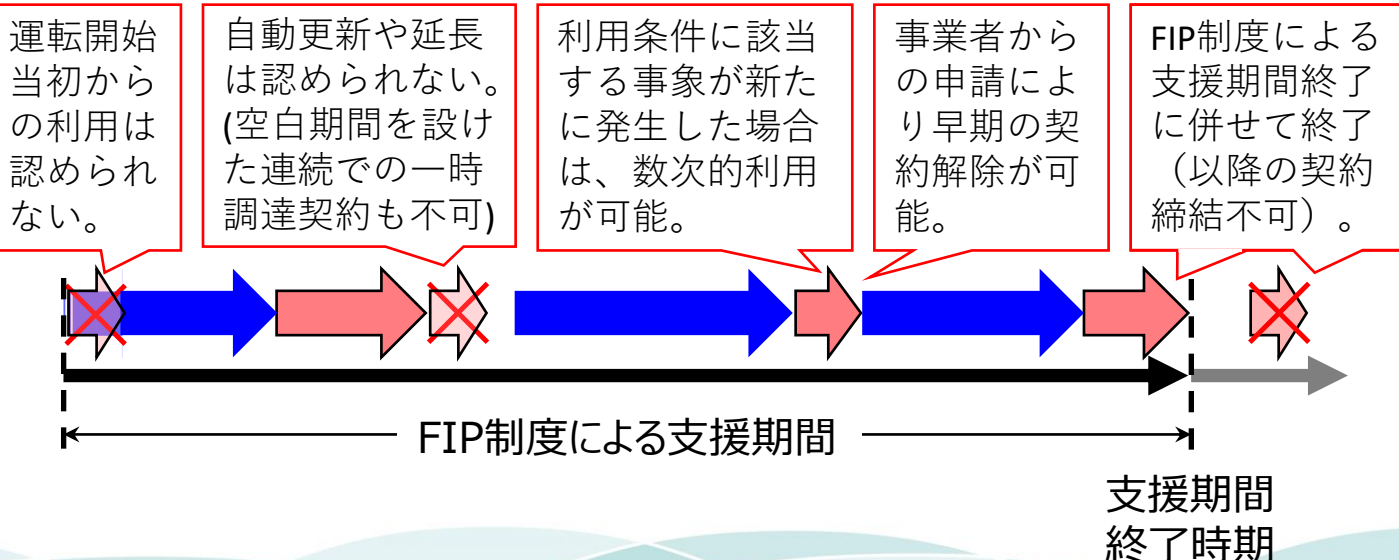 運転開始
当初から
の利用は
認められ
ない。
自動更新や延長
は認められない。
(空白期間を設け
た連続での一時
調達契約も不可)
利用条件に該当
する事象が新た
に発生した場合
は、数次的利用
が可能。
事業者から
の申請によ
り早期の契
約解除が可
能。
FIP制度による
支援期間終了
に併せて終了
（以降の契約
締結不可）。
FIP制度による支援期間
支援期間
終了時期